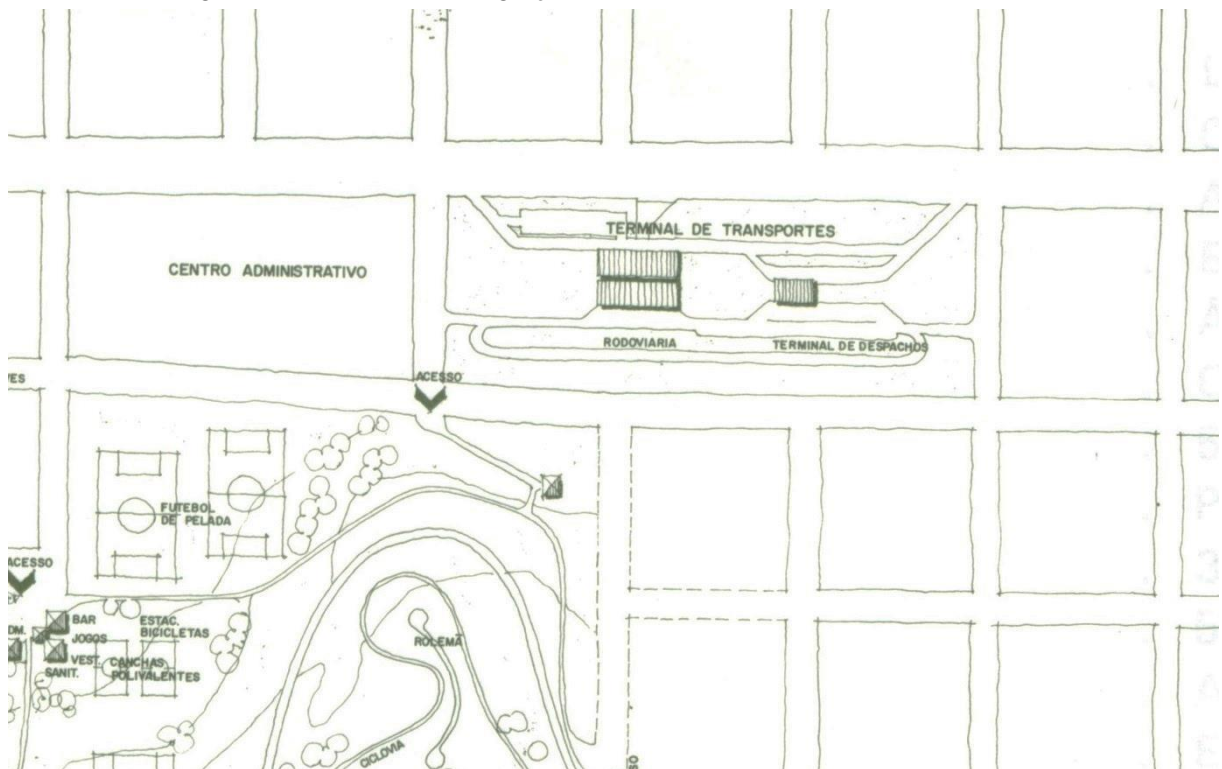 TERMINAL DE TRANSPORTES
CENTRO ADMINISTRATIVO
RODOVIARIA
TERMINAL DE DESPACHOS
ACESSO
FUTEBOL
DE PELADA
ACESSO
BAR
JOGOS
VEST.
SANIT.
ESTAC.
BICICLETAS
CANCHAS
POLIVALENTES
ROLEMÃ
CICLOVIA